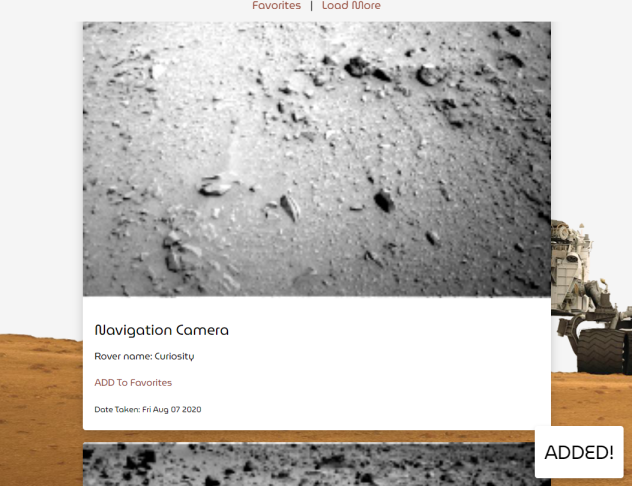 Favorites | Load More
Navigation Camera
Rover name: Curiosity
ADD To Favorites
Date Taken: Fri Aug 07 2020
ADDED!